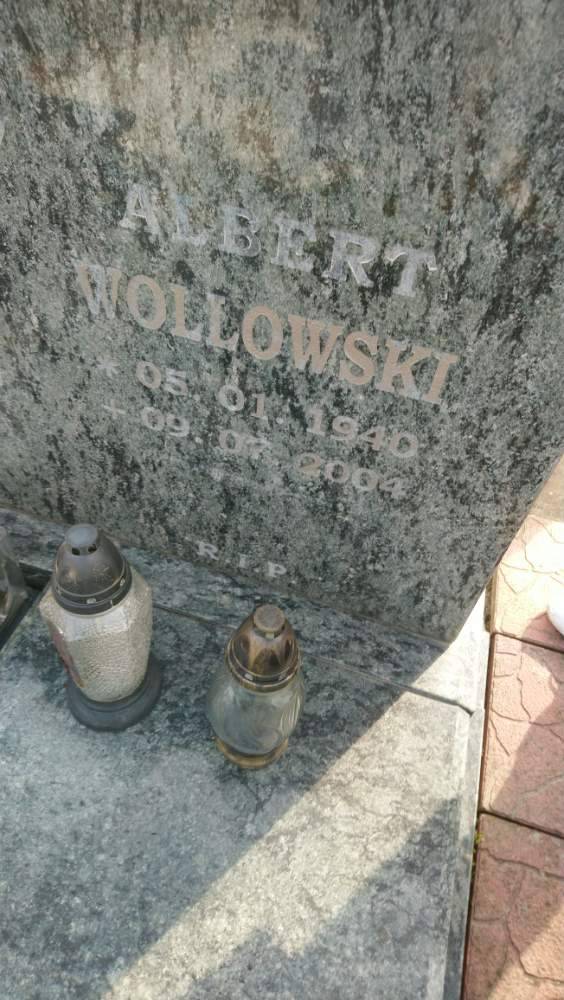 ALBERT
WOLLOWSKI
* 05. 01. 1940
+ 09. 07. 2004
R.I.P.